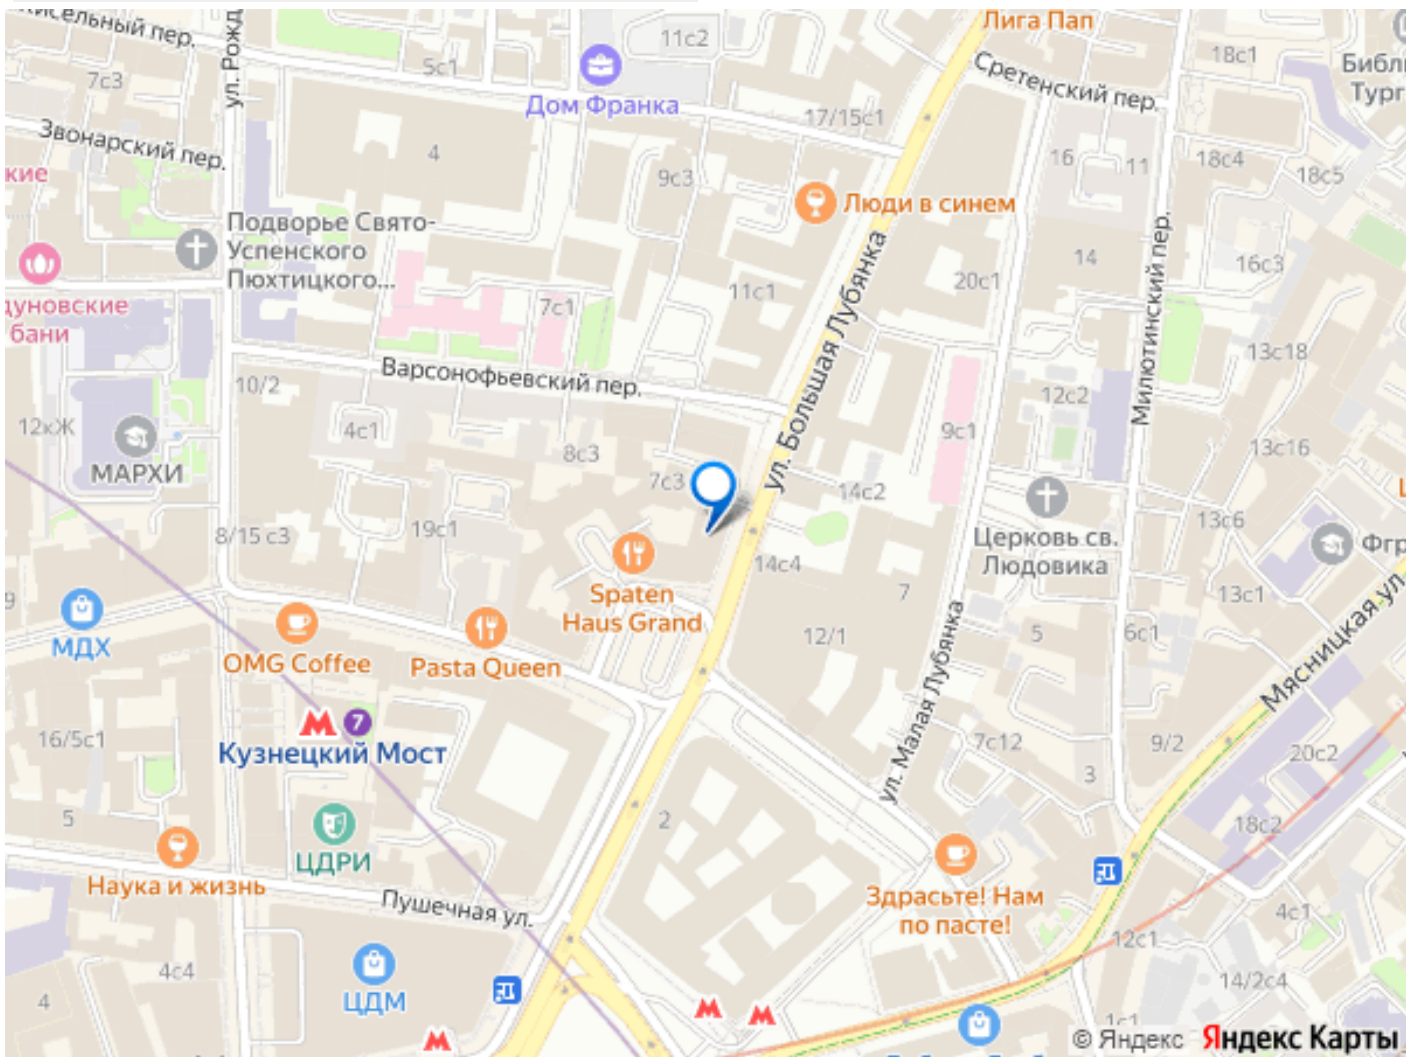 Лига Пап
11с2
18с1
5с1
7с3
ул. Рожд
Сретенский пер.
Дом Франка
17/15с1
Звонарский пер.
4
16
11
18с4
18с5
9с3
кие
Люди в синем
Подворье Свято-
Успенского
Пюхтицкого...
14
16с3
20с1
11с1
7с1
дуновские
бани
ул. Большая Лубянка
Милютинский пер.
13с18
Варсонофьевский пер.
10/2
12с2
12кЖ
4с1
9с1
8с3
13с16
МАРХИ
7с3
14с2
13с6
19с1
8/15 с3
Церковь св.
Людовика
14с4
Spaten
Haus Grand
7
13с1
9
МДХ
OMG Coffee
Pasta Queen
12/1
5
6с1
ул. Малая Лубянка
Мясницкая ул.
7
Кузнецкий Мост
16/5с1
7с12
9/2
20с2
3
5
2
18с2
ЦДРИ
Наука и жизнь
Пушечная ул.
Здрасьте! Нам
по пасте!
4с1
12с1
4с4
14/2с4
4
ЦДМ
1с1
© Яндекс Яндекс Карты